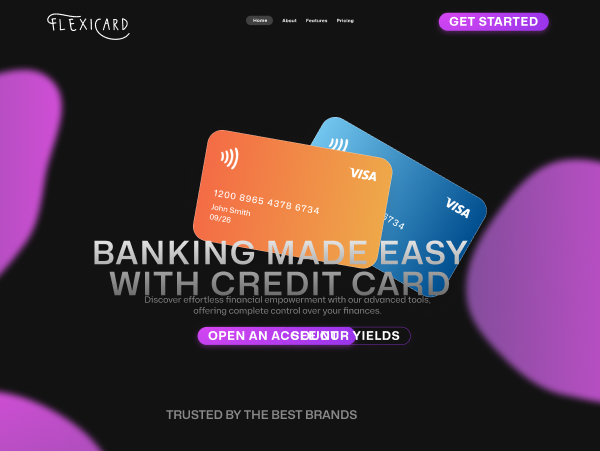 FLEXICARD
Home About Features Pricing
GET STARTED
VISA
VISA
1200 8965 4378 6734
6734
John Smith
09/26
BANKING MADE EASY
WITH CREDIT CARD
Discover effortless financial empowerment with our advanced tools,
offering complete control over your finances.
OPEN AN ACCOUNT
SEE OUR YIELDS
TRUSTED BY THE BEST BRANDS